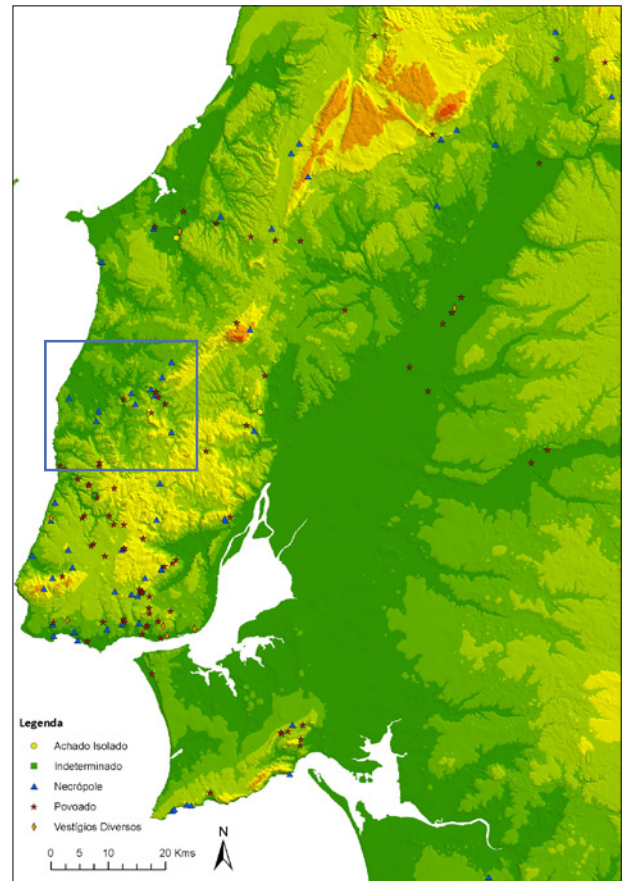 Legenda
Achado Isolado
Indeterminado
Necrópole
Povoado
Vestígios Diversos
N
0 5 10 20 Kms